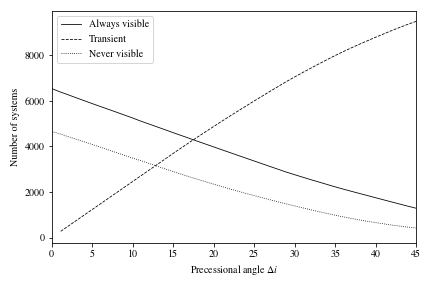 Always visible
Transient
Never visible
Number of systems
8000
6000
4000
2000
0
0 5 10 15 20 25 30 35 40 45
Precessional angle Δi